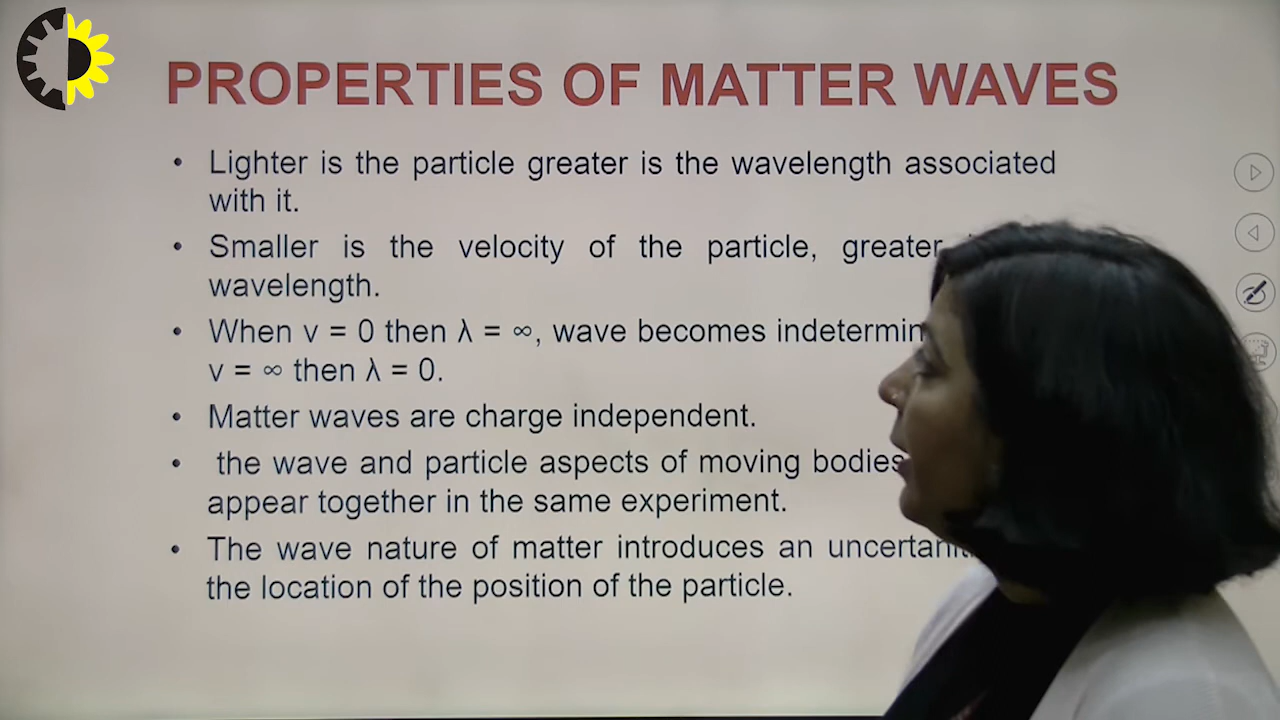 PROPERTIES OF MATTER WAVES
• Lighter is the particle greater is the wavelength associated
with it.
• Smaller is the velocity of the particle, greater
wavelength.
• When v = 0 then λ = ∞, wave becomes
v = ∞ then λ = 0.
• Matter waves are charge independent.
• the wave and particle aspects of moving bodies
appear together in the same experiment.
• The wave nature of matter introduces an
the location of the position of the particle.